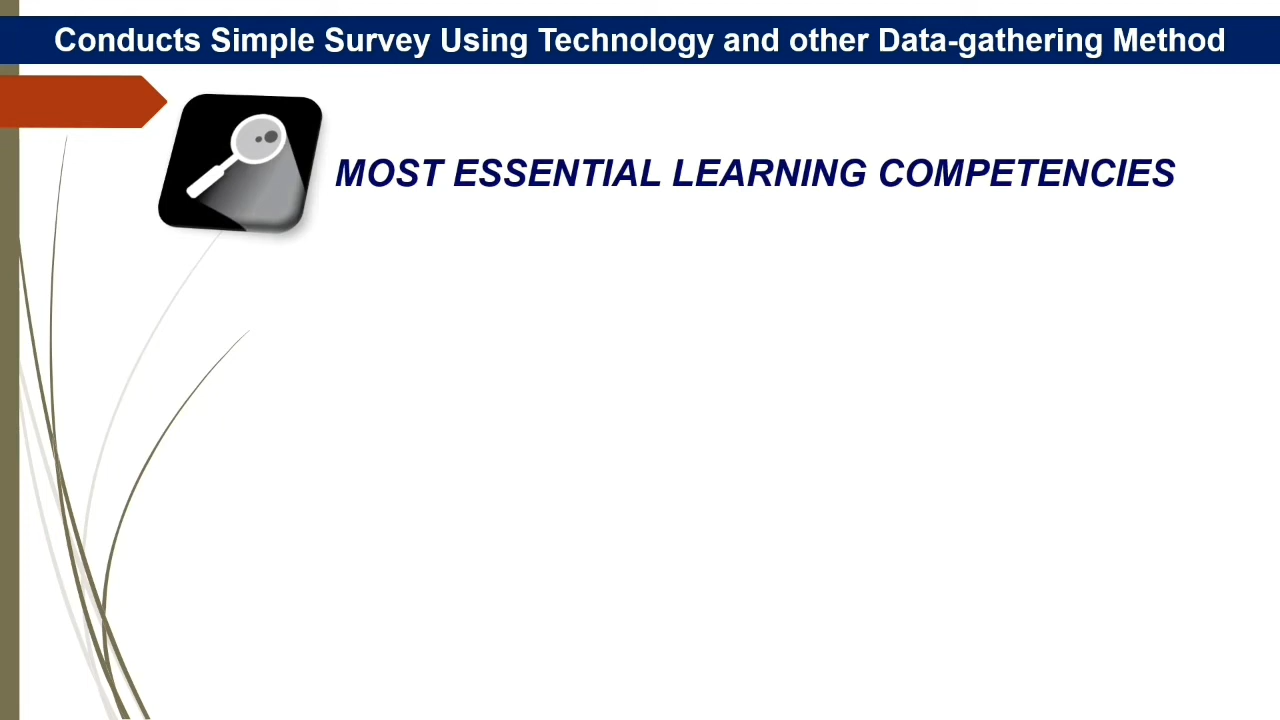 Conducts Simple Survey Using Technology and other Data-gathering Method
MOST ESSENTIAL LEARNING COMPETENCIES